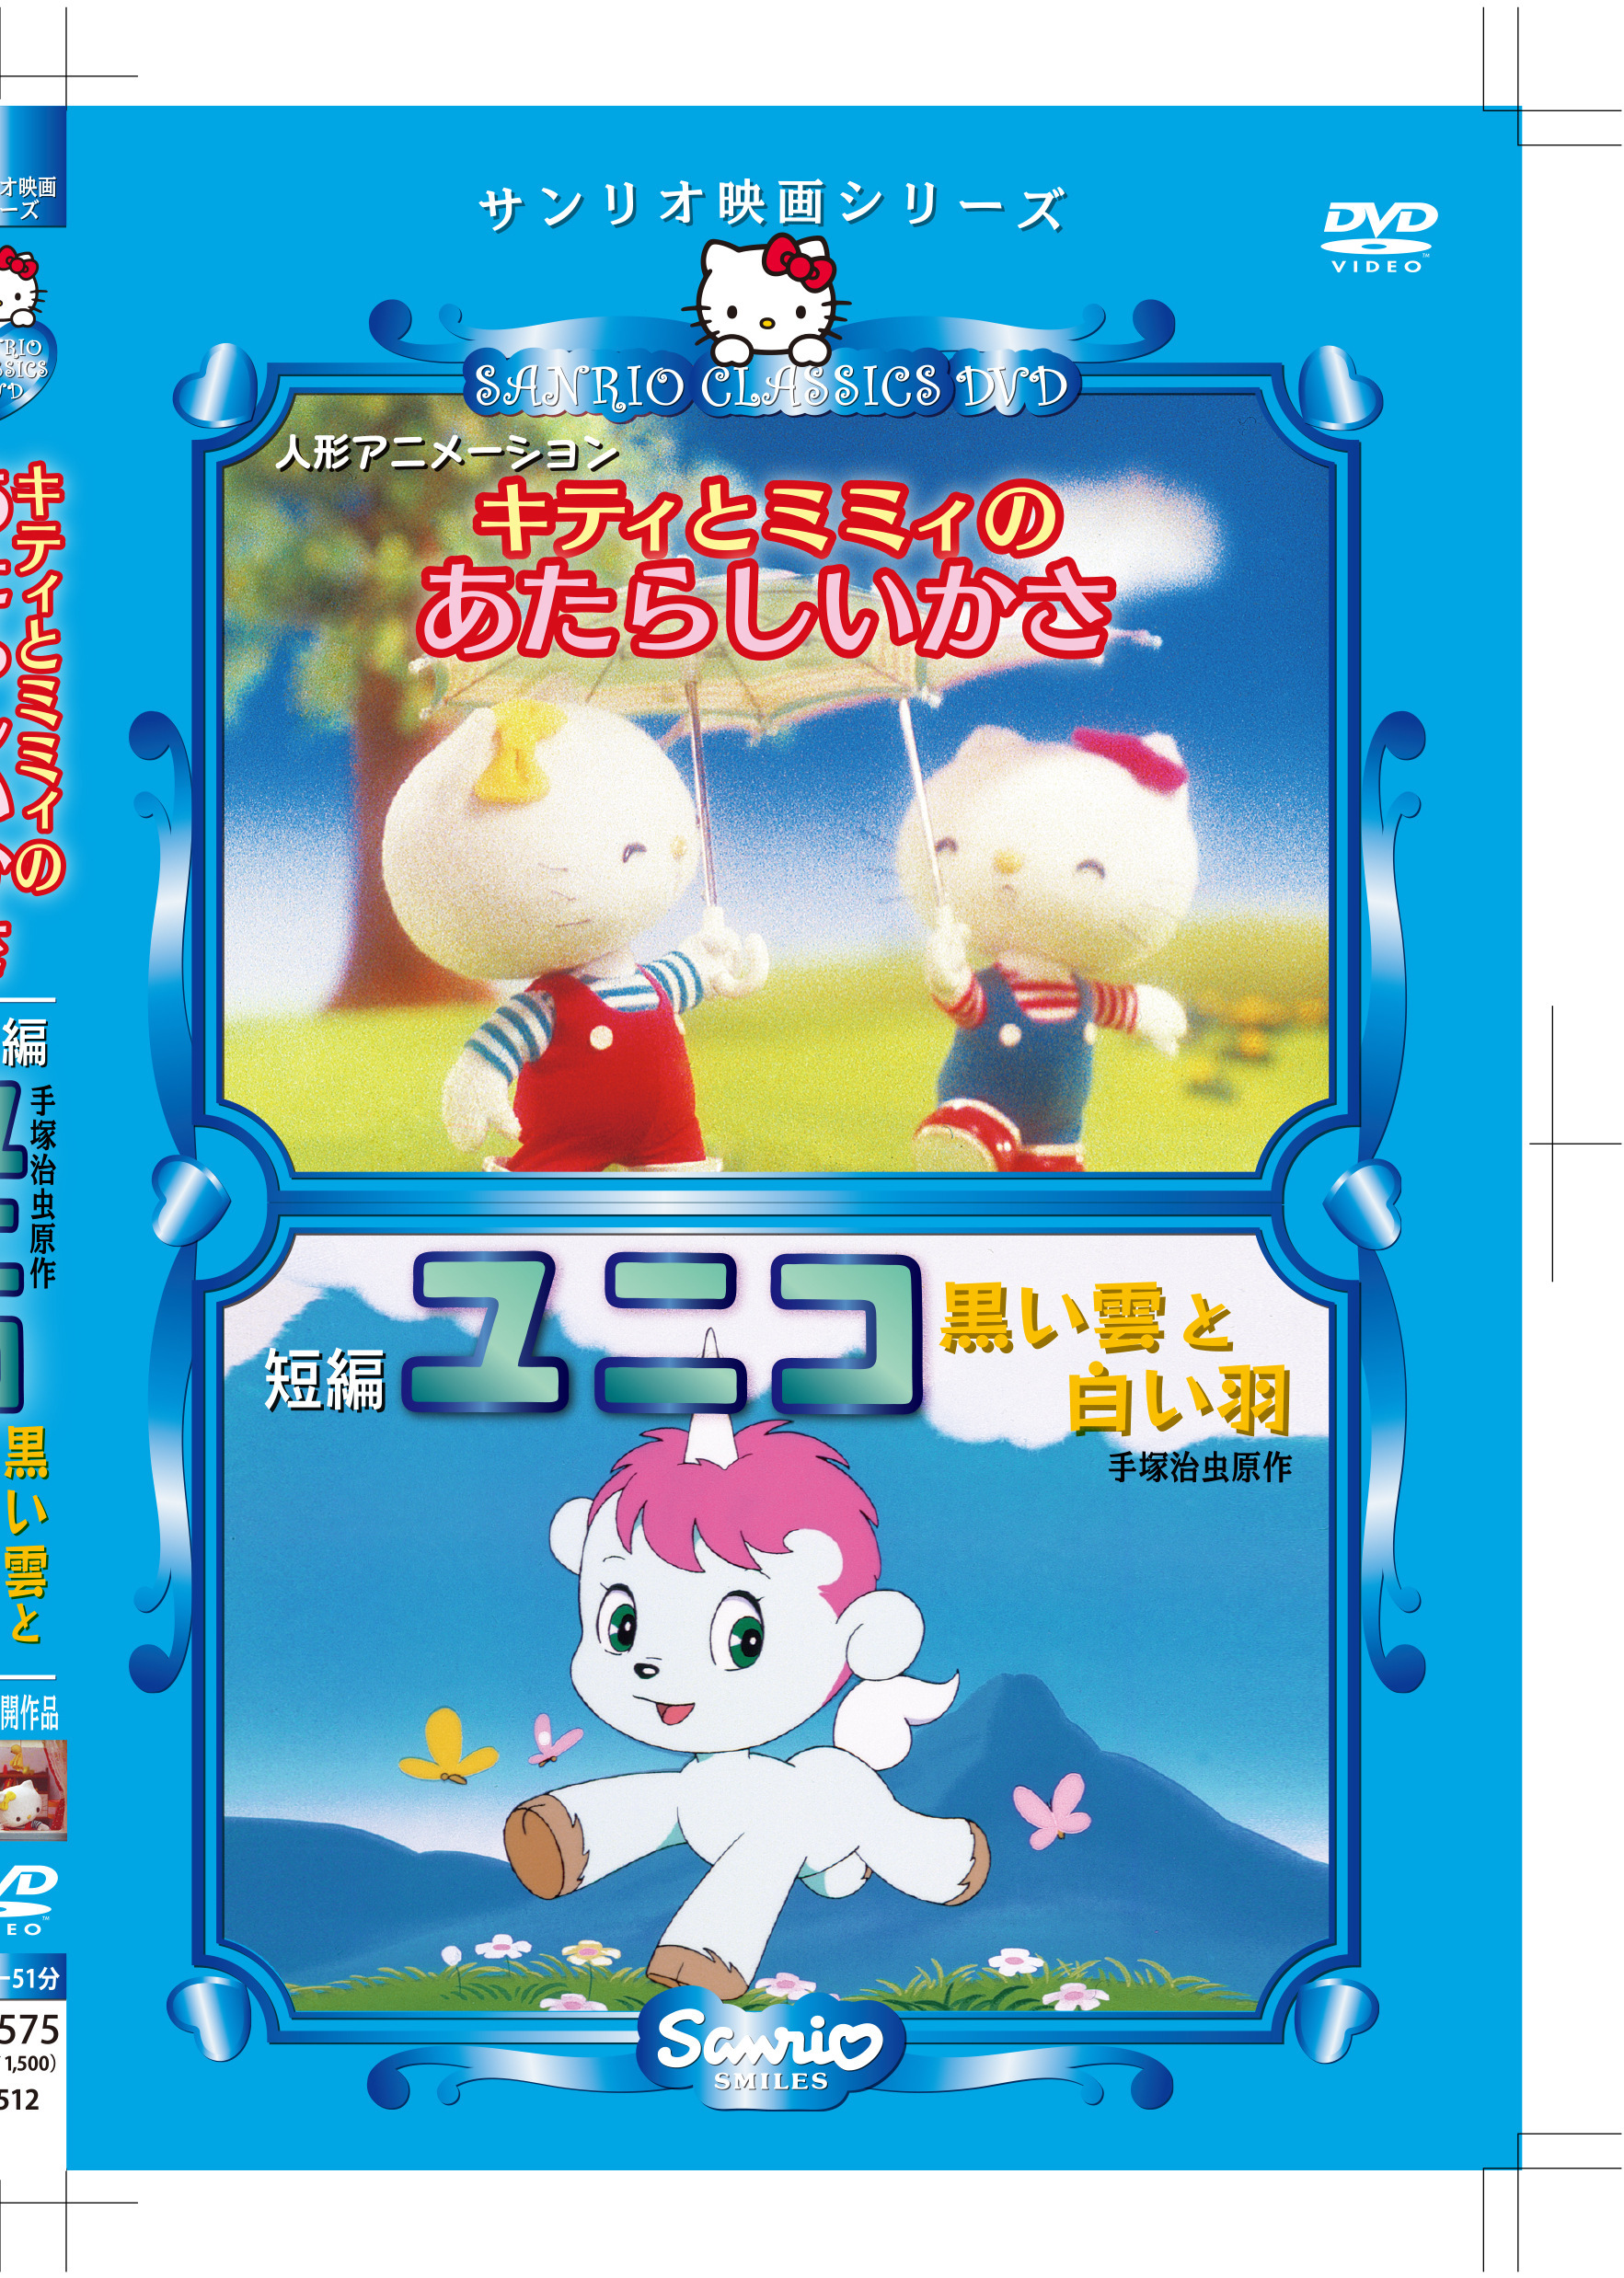 サンリオ映画シリーズ
DVD
VIDEO
SANRIO CLASSICS DVD
人形アニメーション
キティとミミィの
あたらしいかさ
短編
ユニコ
黒い雲と
白い羽
手塚治虫原作
Sanrio
SMILES
オ映画
ーズ
キティとミミィの
編
手塚治虫原作
黒い雲と
開作品
51分
575
1,500）
512